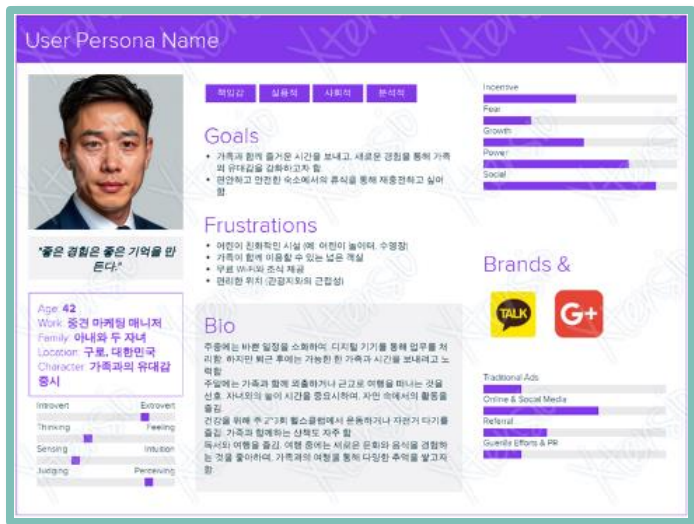 User Persona Name
책임감
실용적
사회적
분석적
Goals
• 가족과 함께 즐거운 시간을 보내고, 새로운 경험을 통해 가족
의 유대감을 강화하고자 함
• 편안하고 안전한 숙소에서의 휴식을 통해 재충전하고 싶어
함
Frustrations
• 어린이 친화적인 시설 (예: 어린이 놀이터, 수영장)
• 가족이 함께 이용할 수 있는 넓은 객실
• 무료 Wi-Fi와 조식 제공
• 편리한 위치 (관광지와의 근접성)
"좋은 경험은 좋은 기억을 만
든다."
Age: 42
Work: 중견 마케팅 매니저
Family: 아내와 두 자녀
Location: 구로, 대한민국
Character: 가족과의 유대감
중시
Introvert Extrovert
Thinking Feeling
Sensing Intuition
Judging Perceiving
Bio
주중에는 바쁜 일정을 소화하며, 디지털 기기를 통해 업무를 처
리함. 하지만 퇴근 후에는 가능한 한 가족과 시간을 보내려고 노
력함
주말에는 가족과 함께 외출하거나 근교로 여행을 떠나는 것을
선호. 자녀와의 놀이 시간을 중요시하며, 자연 속에서의 활동을
즐김
건강을 위해 주 2~3회 헬스클럽에서 운동하거나 자전거 타기를
즐김. 가족과 함께하는 산책도 자주 함
독서와 여행을 즐김. 여행 중에는 새로운 문화와 음식을 경험하
는 것을 좋아하며, 가족과의 여행을 통해 다양한 추억을 쌓고자
함
Incentive
Fear
Growth
Power
Social
Brands &
TALK
G+
Traditional Ads
Online & Social Media
Referral
Guerrilla Efforts & PR
Xtensio